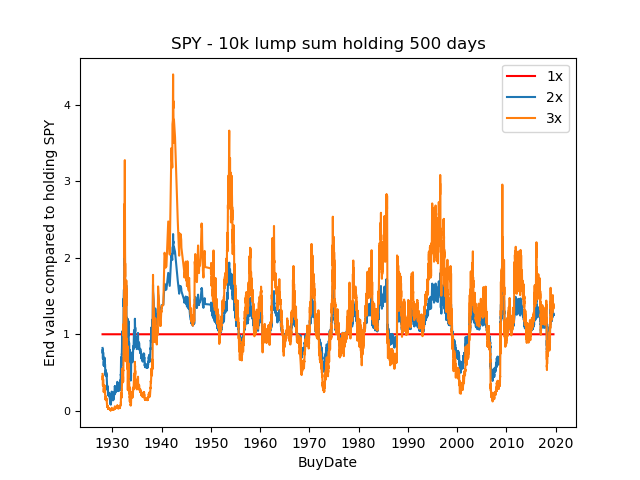 SPY - 10k lump sum holding 500 days
1x
2x
3x
End value compared to holding SPY
4
3
2
1
0
1930 1940 1950 1960 1970 1980 1990 2000 2010 2020
BuyDate